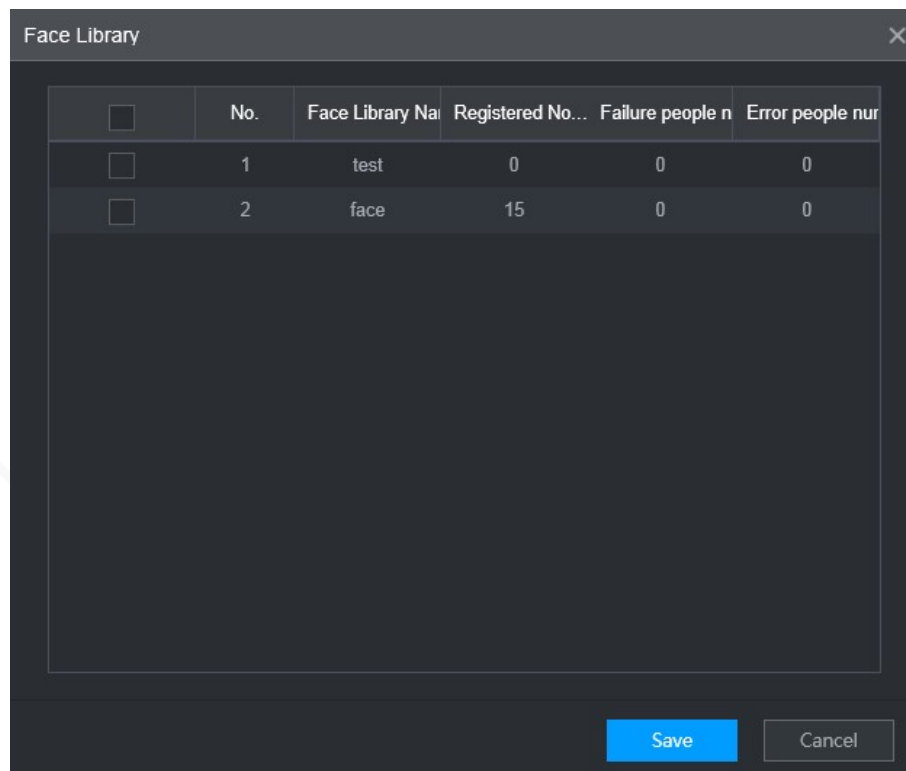 Face Library
No. Face Library Nar Registered No... Failure people n Error people nur
1 test 0 0 0
2 face 15 0 0
Save Cancel